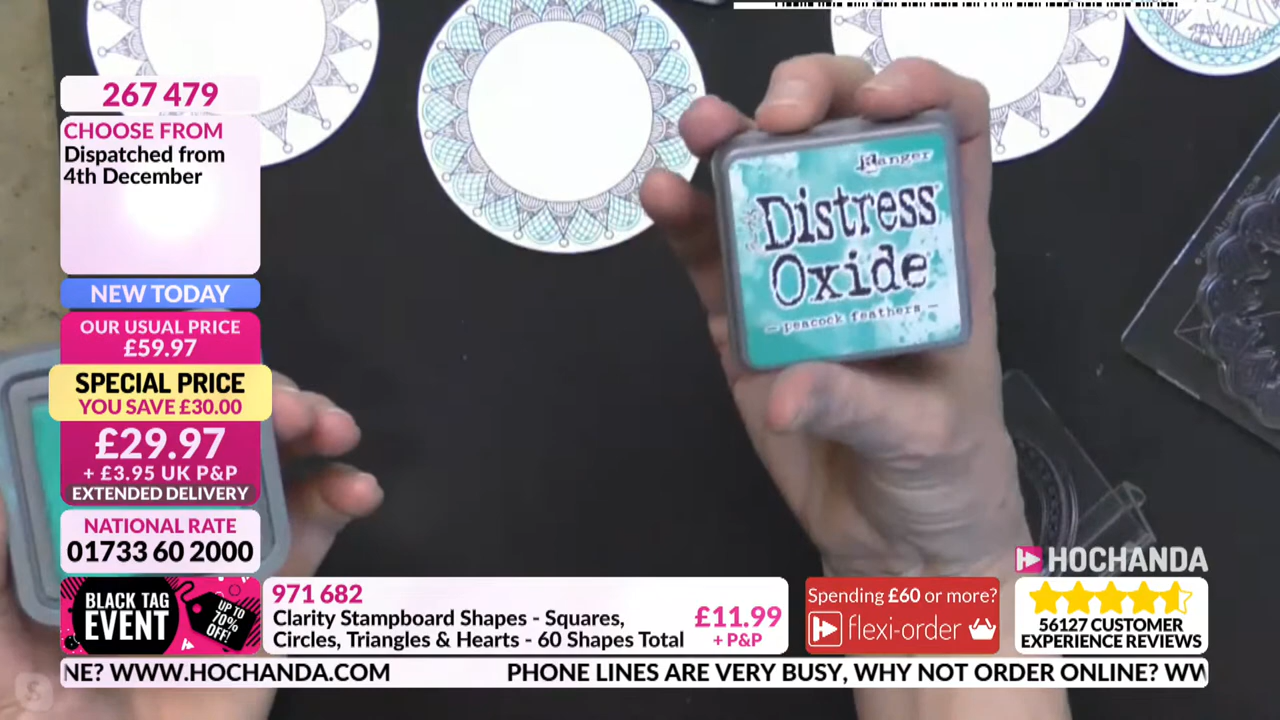 267 479
CHOOSE FROM
Dispatched from
4th December
NEW TODAY
OUR USUAL PRICE
£59.97
SPECIAL PRICE
YOU SAVE £30.00
£29.97
+ £3.95 UK P&P
EXTENDED DELIVERY
NATIONAL RATE
01733 60 2000
Ranger
Distress
Oxide
- peacock feathers -
HOCHANDA
BLACK TAG
EVENT
UP TO
70%
OFF!
971 682
Clarity Stampboard Shapes - Squares,
Circles, Triangles & Hearts - 60 Shapes Total
£11.99
+ P&P
Spending £60 or more?
flexi-order
56127 CUSTOMER
EXPERIENCE REVIEWS
NE? WWW.HOCHANDA.COM PHONE LINES ARE VERY BUSY, WHY NOT ORDER ONLINE? WW